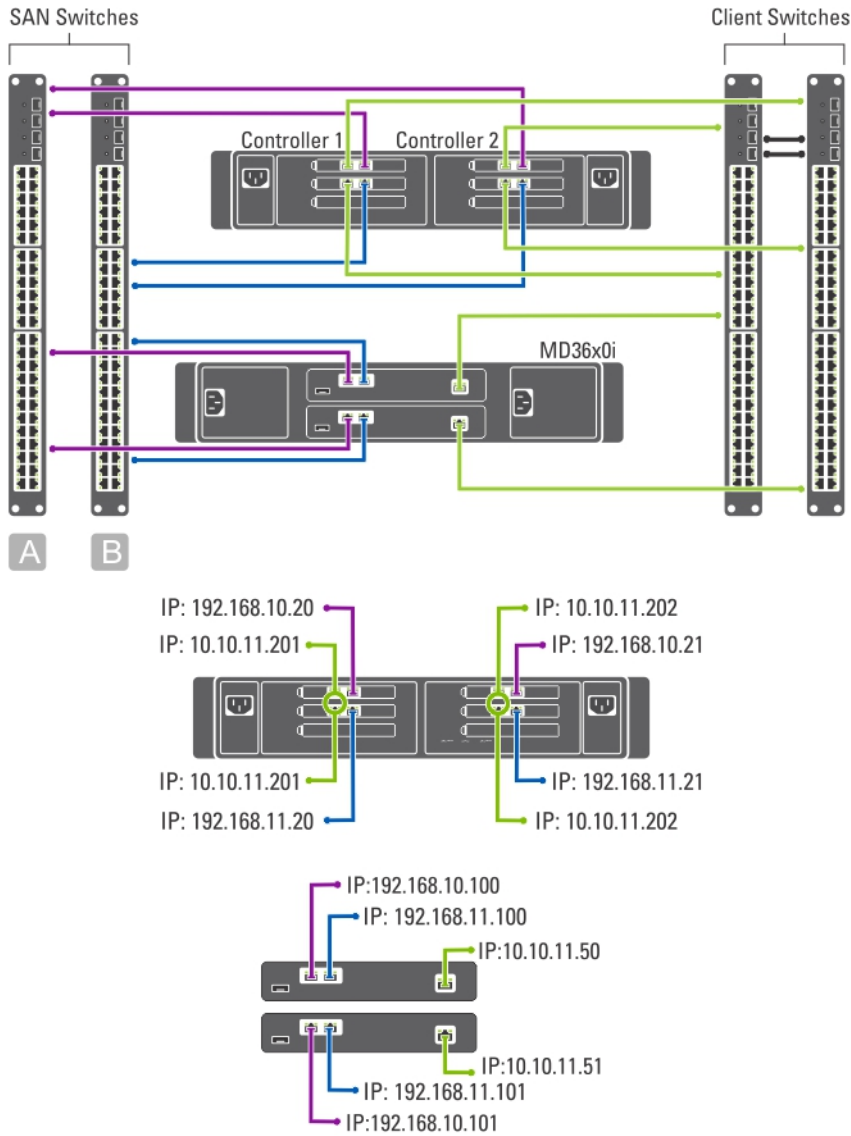 SAN Switches
Client Switches
Controller 1
Controller 2
MD36x0i
A
B
IP: 192.168.10.20
IP: 10.10.11.202
IP: 10.10.11.201
IP: 192.168.10.21
IP: 10.10.11.201
IP: 192.168.11.21
IP: 192.168.11.20
IP: 10.10.11.202
IP:192.168.10.100
IP: 192.168.11.100
IP:10.10.11.50
IP:10.10.11.51
IP: 192.168.11.101
IP:192.168.10.101